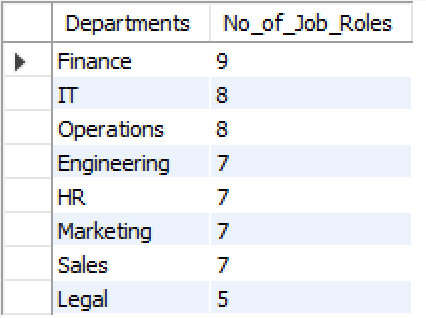 Departments No_of_Job_Roles
Finance 9
IT 8
Operations 8
Engineering 7
HR 7
Marketing 7
Sales 7
Legal 5